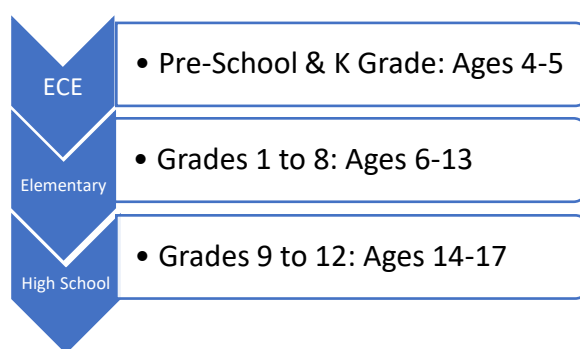 ECE
• Pre-School & K Grade: Ages 4-5
Elementary
• Grades 1 to 8: Ages 6-13
High School
• Grades 9 to 12: Ages 14-17